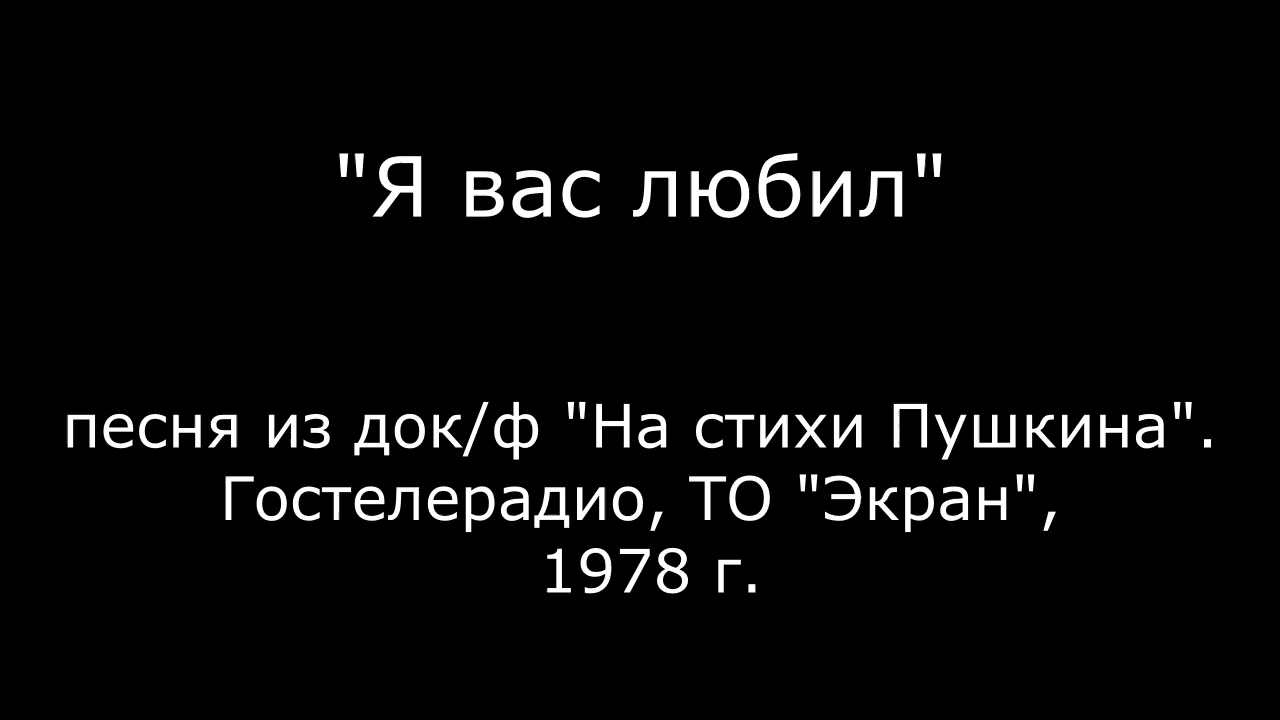 "Я вас любил"
песня из док/ф "На стихи Пушкина".
Гостелерадио, ТО "Экран",
1978 г.